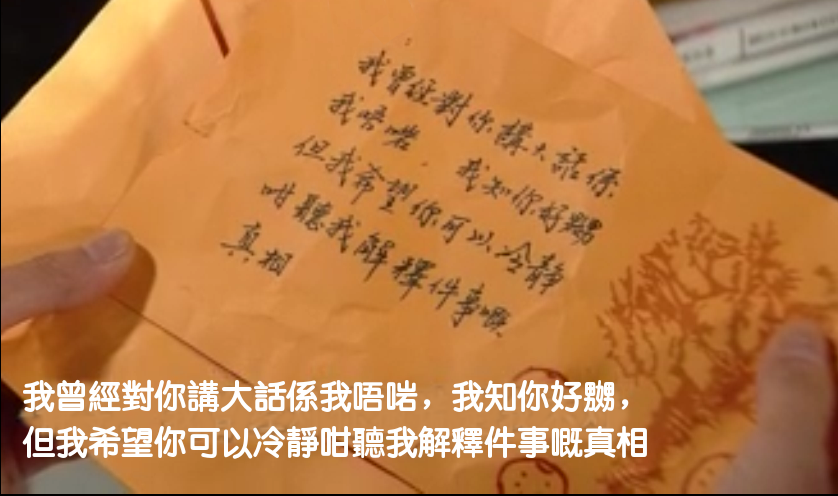 我曾經對你講大話係
我唔啱。我知你好嬲
但我希望你可以冷靜
咁聽我解釋件事嘅
真相
我曾經對你講大話係我唔啱，我知你好嬲，
但我希望你可以冷靜咁聽我解釋件事嘅真相